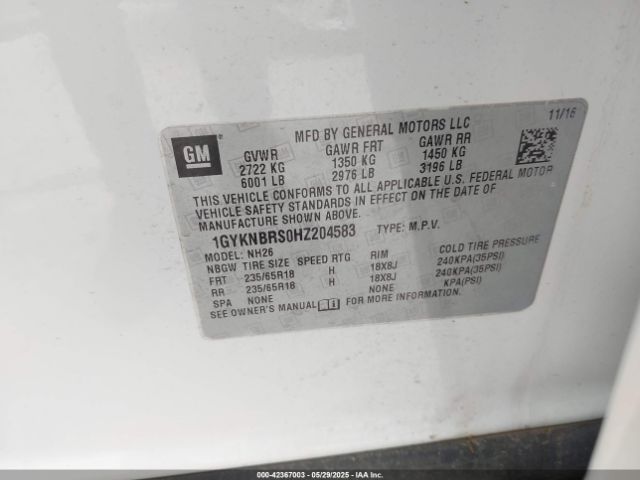 11/16
MFD BY GENERAL MOTORS LLC
GM
GVWR GAWR FRT GAWR RR
2722 KG 1350 KG 1450 KG
6001 LB 2976 LB 3196 LB
THIS VEHICLE CONFORMS TO ALL APPLICABLE U.S. FEDERAL MOTOR
VEHICLE SAFETY STANDARDS IN EFFECT ON THE DATE OF
MANUFACTURE SHOWN ABOVE.
1GYKNBRS0HZ204583 TYPE: M.P.V.
MODEL: NH26
NBGW TIRE SIZE SPEED RTG RIM COLD TIRE PRESSURE
FRT 235/65R18 H 18X8J 240KPA(35PSI)
RR 235/65R18 H 18X8J 240KPA(35PSI)
SPA NONE NONE KPA(PSI)
SEE OWNER'S MANUAL i FOR MORE INFORMATION
000-42367003 - 05/29/2025 - IAAI.COM